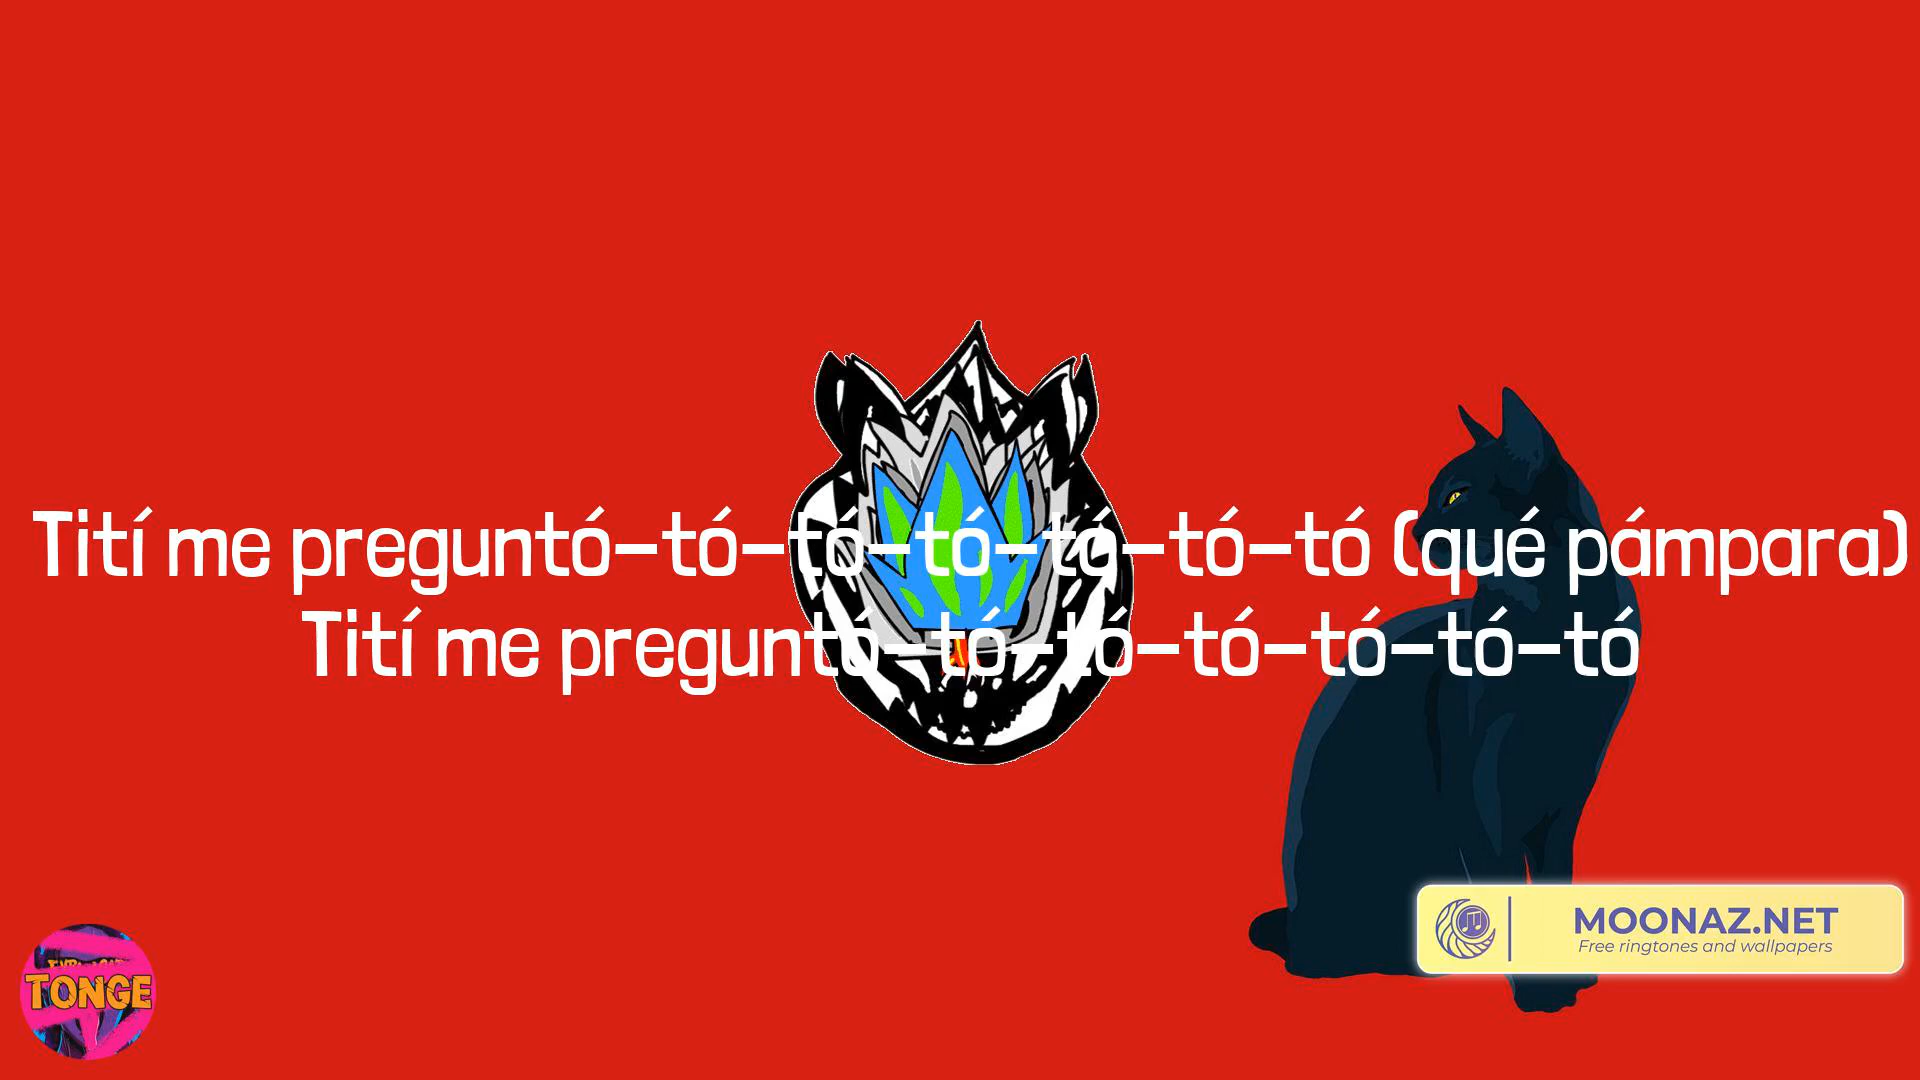 Tití me preguntó-tó-tó-tó-tó-tó-tó (qué pámpara)
Tití me preguntó-tó-tó-tó-tó-tó-tó
MOONAZ.NET
Free ringtones and wallpapers
TONGE